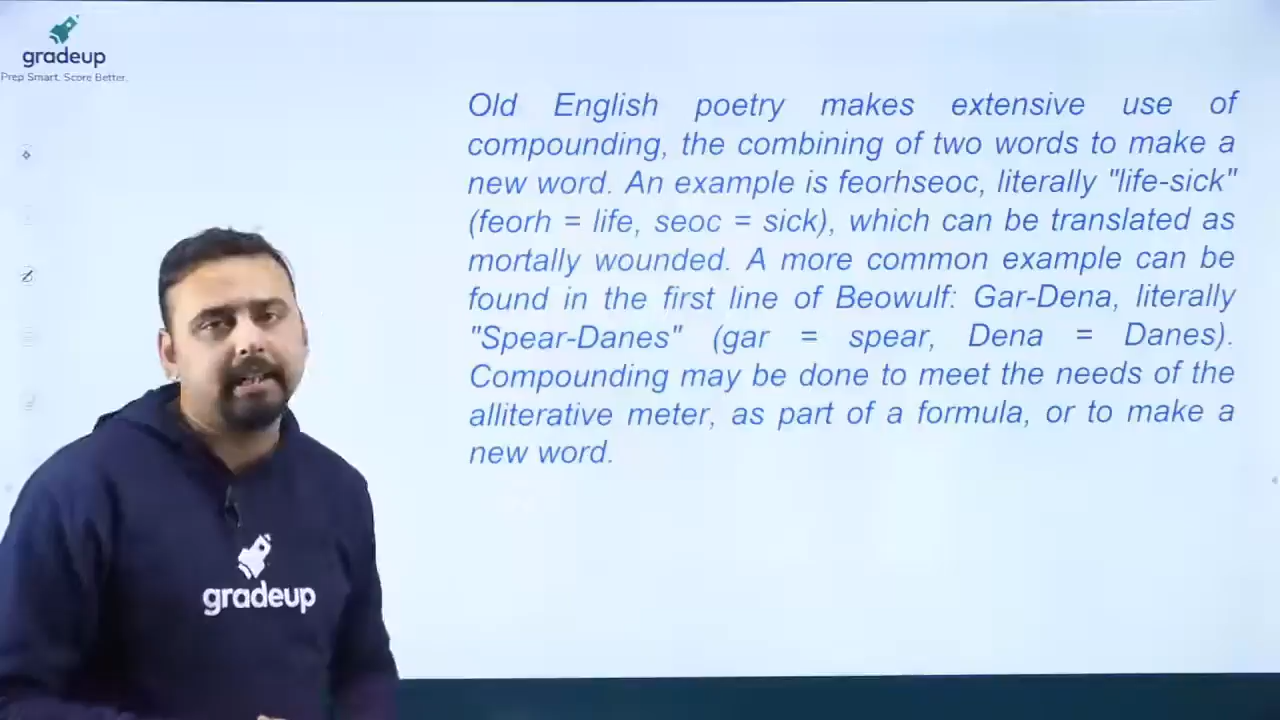 gradeup
Prep Smart. Score Better.
Old English poetry makes extensive use of
compounding, the combining of two words to make a
new word. An example is feorhseoc, literally "life-sick"
(feorh = life, seoc = sick), which can be translated as
mortally wounded. A more common example can be
found in the first line of Beowulf: Gar-Dena, literally
"Spear-Danes" (gar = spear, Dena = Danes).
Compounding may be done to meet the needs of the
alliterative meter, as part of a formula, or to make a
new word.
gradeup